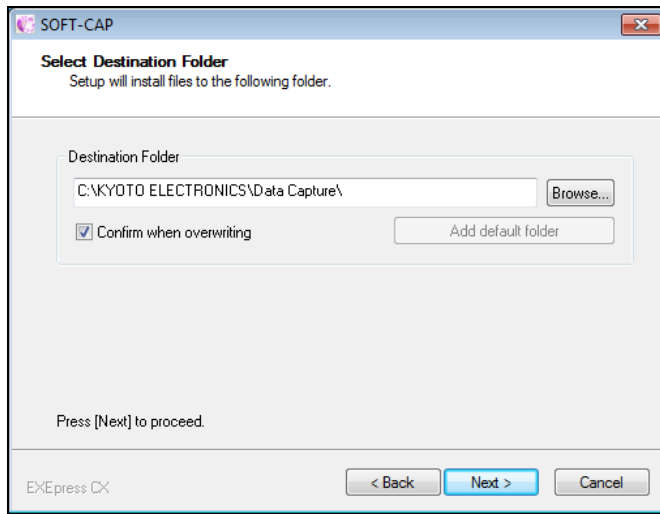 SOFT-CAP
Select Destination Folder
Setup will install files to the following folder.
Destination Folder
C:\KYOTO ELECTRONICS\Data Capture\
Browse...
Confirm when overwriting
Add default folder
Press [Next] to proceed.
EXEpress CX
< Back
Next >
Cancel